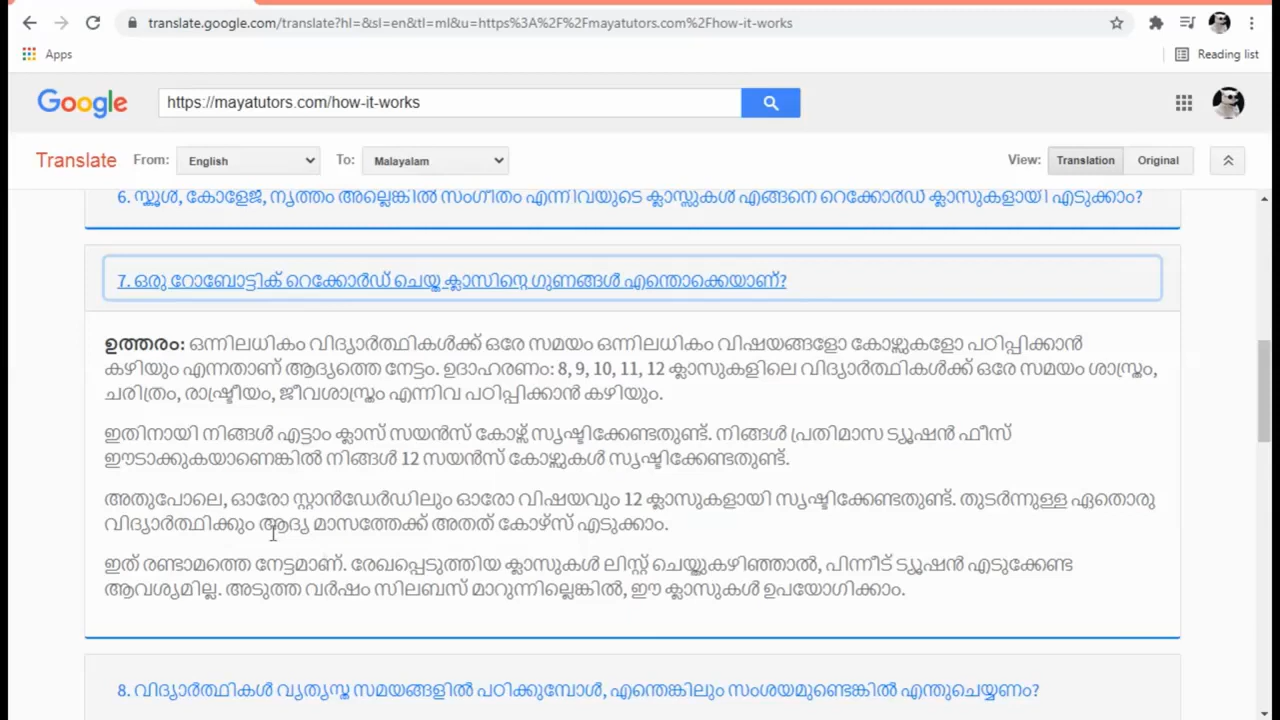 translate.google.com/translate?hl=&sl=en&tl=ml&u=https%3A%2F%2Fmayatutors.com%2Fhow-it-works
Apps
Reading list
Google
https://mayatutors.com/how-it-works
Translate From: English To: Malayalam View: Translation Original
6. സ്കൂൾ, കോളേജ്, നൃത്തം അല്ലെങ്കിൽ സംഗീതം എന്നിവയുടെ ക്ലാസ്സുകൾ എങ്ങനെ റെക്കോർഡ് ക്ലാസുകളായി എടുക്കാം?
7. ഒരു റോബോട്ടിക് റെക്കോർഡ് ചെയ്ത ക്ലാസിന്റെ ഗുണങ്ങൾ എന്തൊക്കെയാണ്?
ഉത്തരം: ഒന്നിലധികം വിദ്യാർത്ഥികൾക്ക് ഒരേ സമയം ഒന്നിലധികം വിഷയങ്ങളോ കോഴ്സുകളോ പഠിപ്പിക്കാൻ
കഴിയും എന്നതാണ് ആദ്യത്തെ നേട്ടം. ഉദാഹരണം: 8, 9, 10, 11, 12 ക്ലാസുകളിലെ വിദ്യാർത്ഥികൾക്ക് ഒരേ സമയം ശാസ്ത്രം,
ചരിത്രം, രാഷ്ട്രീയം, ജീവശാസ്ത്രം എന്നിവ പഠിപ്പിക്കാൻ കഴിയും.
ഇതിനായി നിങ്ങൾ എട്ടാം ക്ലാസ് സയൻസ് കോഴ്സ് സൃഷ്ടിക്കേണ്ടതുണ്ട്. നിങ്ങൾ പ്രതിമാസ ട്യൂഷൻ ഫീസ്
ഈടാക്കുകയാണെങ്കിൽ നിങ്ങൾ 12 സയൻസ് കോഴ്സുകൾ സൃഷ്ടിക്കേണ്ടതുണ്ട്.
അതുപോലെ, ഓരോ സ്റ്റാൻഡേർഡിലും ഓരോ വിഷയവും 12 ക്ലാസുകളായി സൃഷ്ടിക്കേണ്ടതുണ്ട്. തുടർന്നുള്ള ഏതൊരു
വിദ്യാർത്ഥിക്കും ആദ്യ മാസത്തേക്ക് അതത് കോഴ്സ് എടുക്കാം.
ഇത് രണ്ടാമത്തെ നേട്ടമാണ്. രേഖപ്പെടുത്തിയ ക്ലാസുകൾ ലിസ്റ്റ് ചെയ്തുകഴിഞ്ഞാൽ, പിന്നീട് ട്യൂഷൻ എടുക്കേണ്ട
ആവശ്യമില്ല. അടുത്ത വർഷം സിലബസ് മാറുന്നില്ലെങ്കിൽ, ഈ ക്ലാസുകൾ ഉപയോഗിക്കാം.
8. വിദ്യാർത്ഥികൾ വ്യത്യസ്ത സമയങ്ങളിൽ പഠിക്കുമ്പോൾ, എന്തെങ്കിലും സംശയമുണ്ടെങ്കിൽ എന്തുചെയ്യണം?